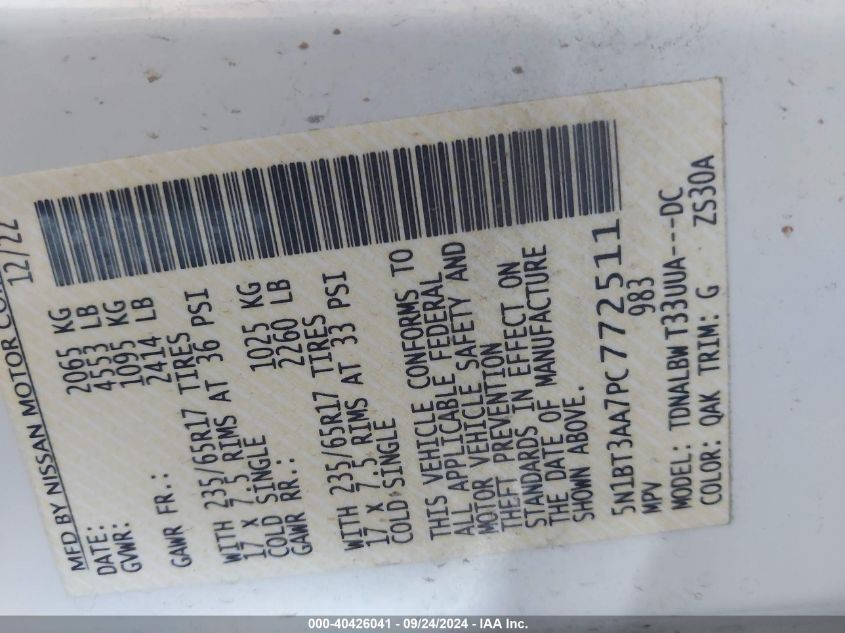 MFD BY NISSAN MOTOR CO.
DATE: 12/22
GVWR: 2065 KG
4553 LB
GAWR FR.: 1095 KG
2414 LB
WITH 235/65R17 TIRES
17 X 7.5 RIMS AT 36 PSI
COLD SINGLE
GAWR RR.: 1025 KG
2260 LB
WITH 235/65R17 TIRES
17 X 7.5 RIMS AT 33 PSI
COLD SINGLE
THIS VEHICLE CONFORMS TO
ALL APPLICABLE FEDERAL
MOTOR VEHICLE SAFETY AND
THEFT PREVENTION
STANDARDS IN EFFECT ON
THE DATE OF MANUFACTURE
SHOWN ABOVE.
5N1BT3AA7PC772511
MPV 983
MODEL: TDNALBW T33UUA---DC
COLOR: QAK TRIM: G ZS30A
000-40426041 - 09/24/2024 - IAA Inc.